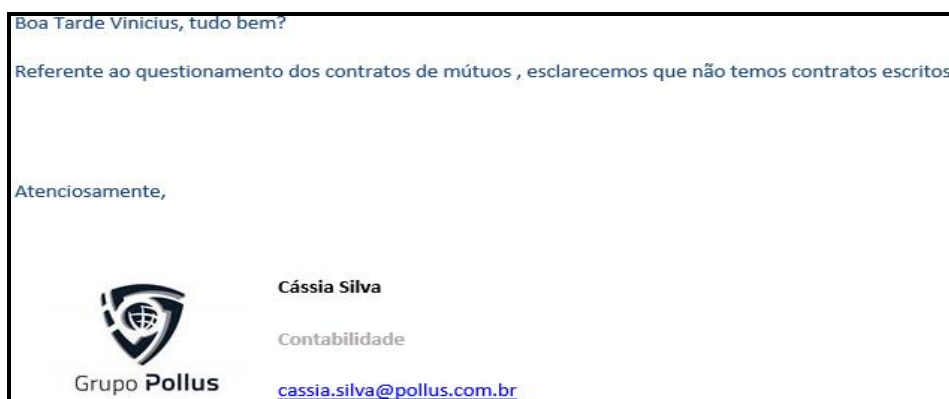 Boa Tarde Vinicius, tudo bem?
Referente ao questionamento dos contratos de mútuos , esclarecemos que não temos contratos escritos
Atenciosamente,
Cássia Silva
Contabilidade
Grupo Pollus
cassia.silva@pollus.com.br